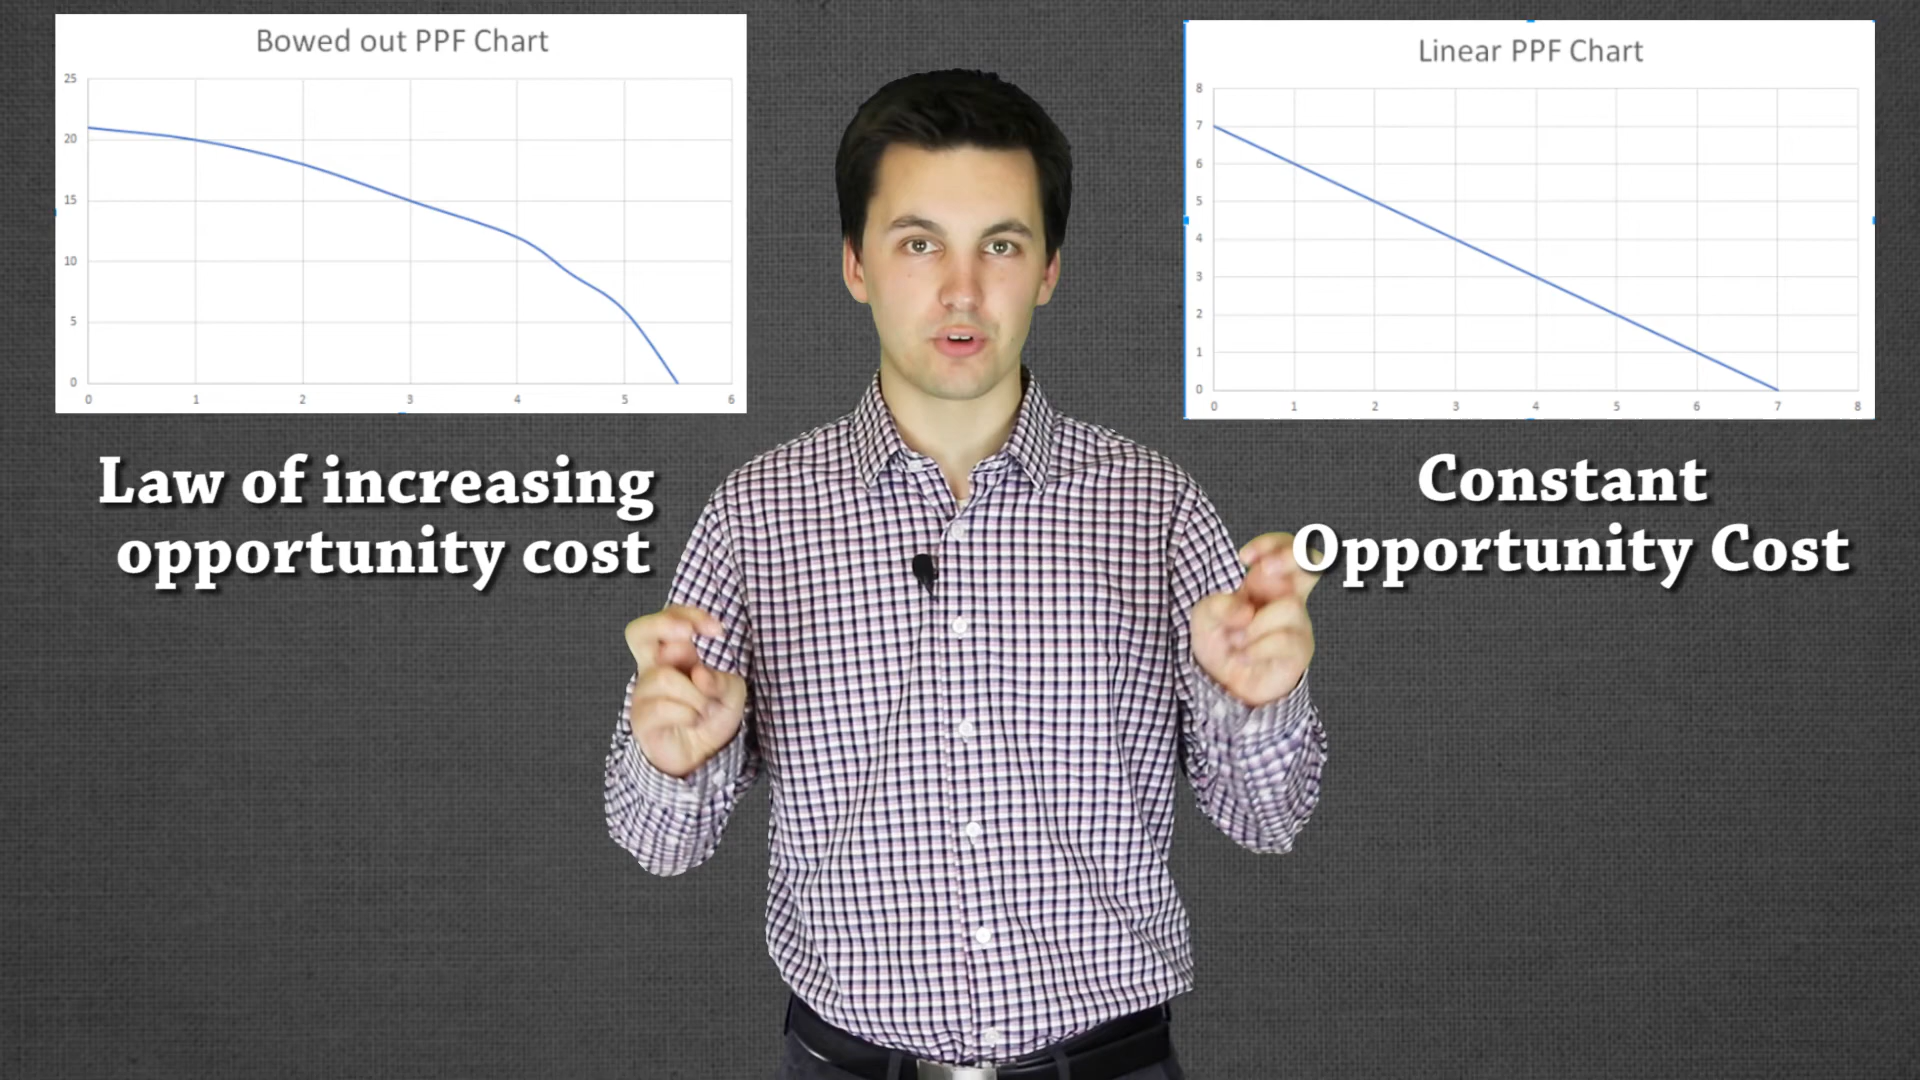 Bowed out PPF Chart
25
20
15
10
5
0
0 1 2 3 4 5 6
Law of increasing
opportunity cost
Linear PPF Chart
8
7
6
5
4
3
2
1
0
0 1 2 3 4 5 6 7 8
Constant
Opportunity Cost